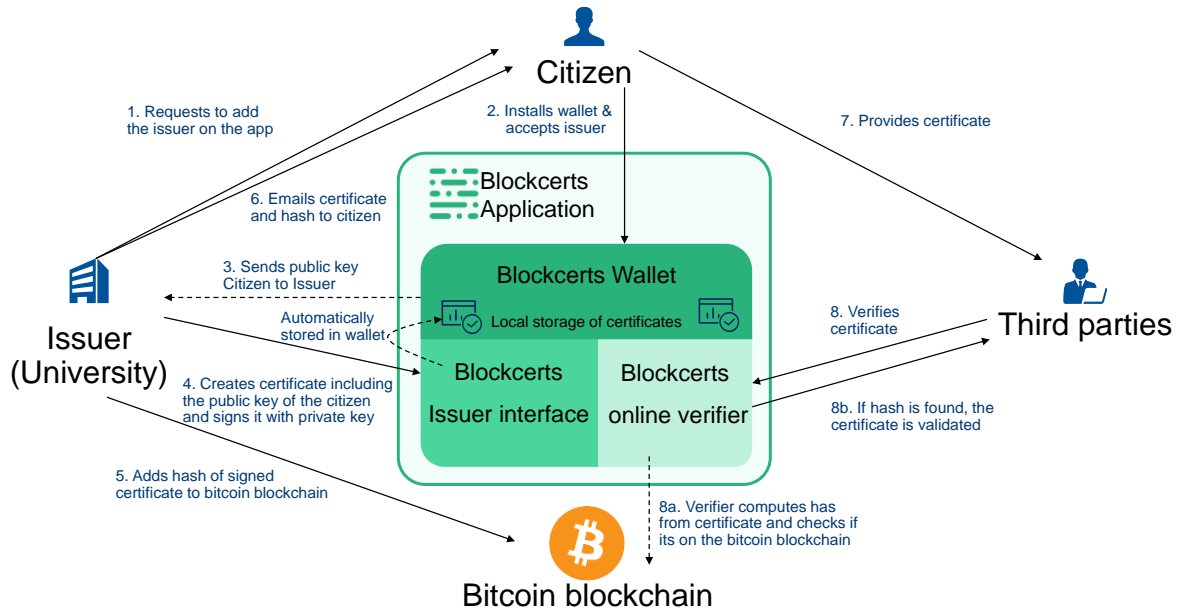 Citizen
1. Requests to add
the issuer on the app
2. Installs wallet &
accepts issuer
7. Provides certificate
Blockcerts
Application
6. Emails certificate
and hash to citizen
3. Sends public key
Citizen to Issuer
Blockcerts Wallet
Automatically
stored in wallet
Local storage of certificates
Issuer
(University)
Third parties
8. Verifies
certificate
4. Creates certificate including
the public key of the citizen
and signs it with private key
Blockcerts
Issuer interface
Blockcerts
online verifier
8b. If hash is found, the
certificate is validated
5. Adds hash of signed
certificate to bitcoin blockchain
8a. Verifier computes has
from certificate and checks if
its on the bitcoin blockchain
Bitcoin blockchain